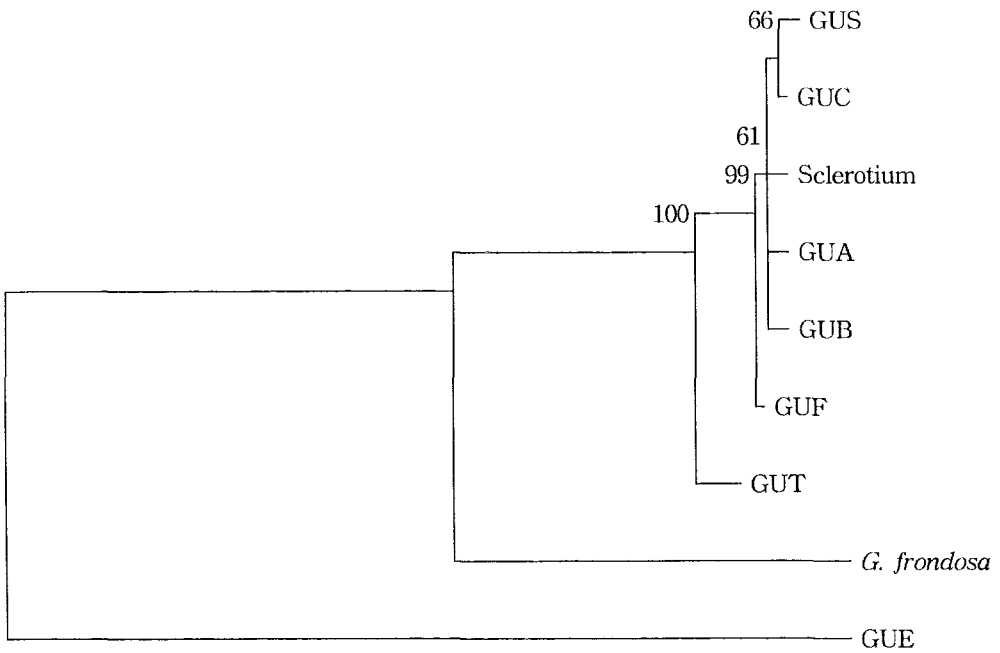 66 GUS
GUC
61
99 Sclerotium
100
GUA
GUB
GUF
GUT
G. frondosa
GUE